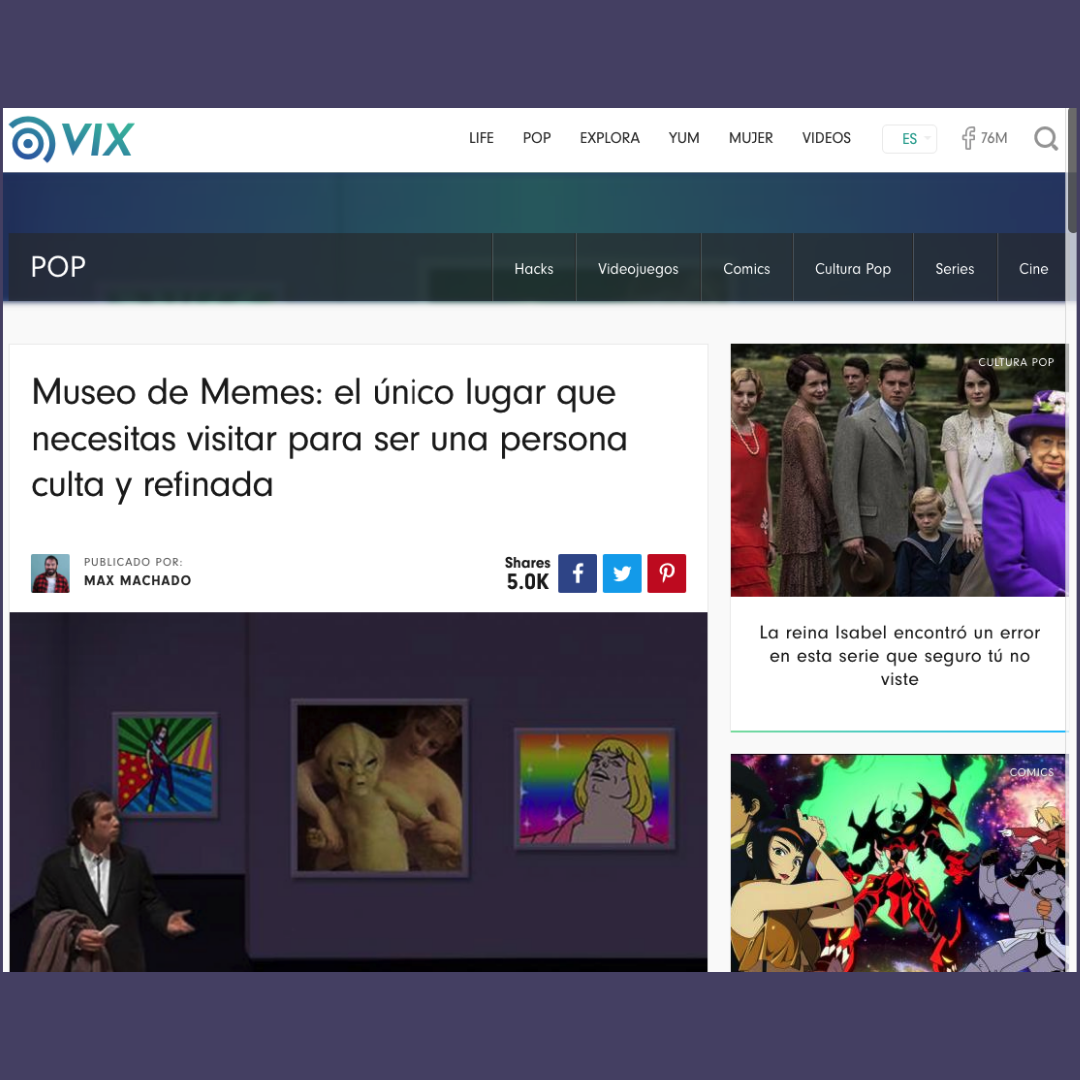 VIX
LIFE POP EXPLORA YUM MUJER VIDEOS ES 76M
POP
Hacks Videojuegos Comics Cultura Pop Series Cine
Museo de Memes: el único lugar que
necesitas visitar para ser una persona
culta y refinada
PUBLICADO POR:
MAX MACHADO
Shares
5.0K
CULTURA POP
La reina Isabel encontró un error
en esta serie que seguro tú no
viste
COMICS